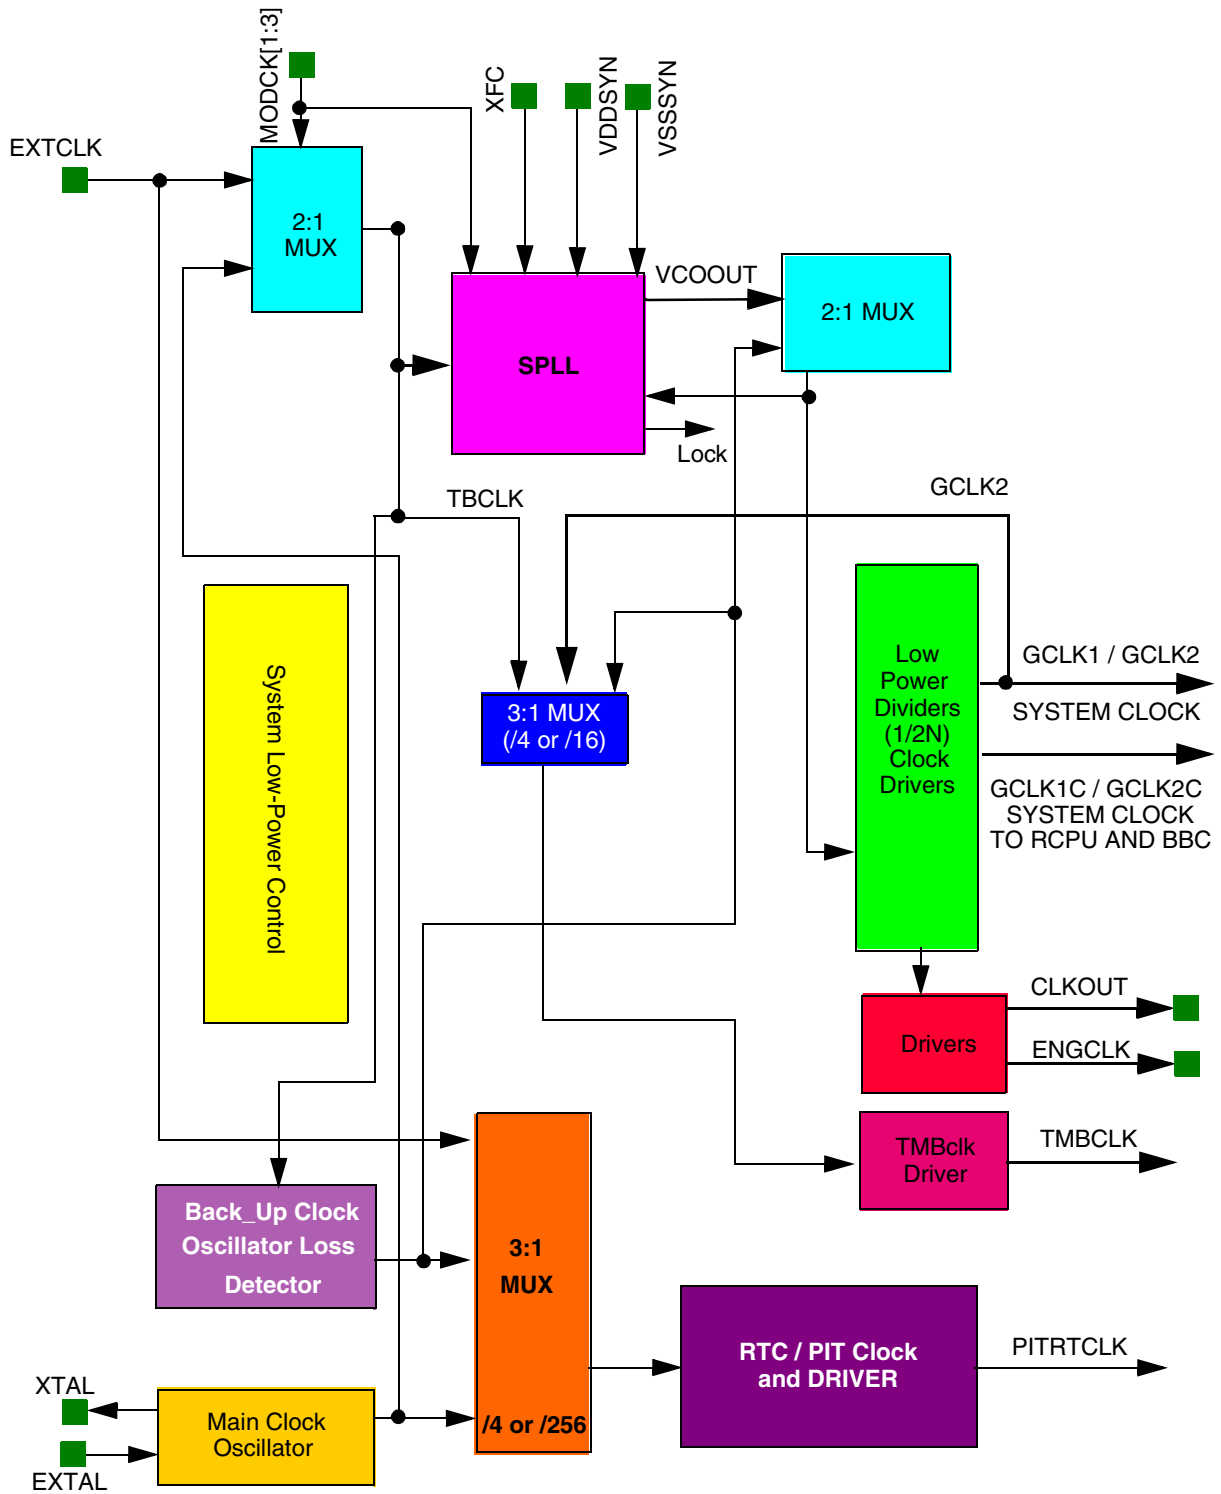 MODCK[1:3]
XFC
VDDSYN
VSSSYN
EXTCLK
2:1
MUX
VCOOUT
2:1 MUX
SPLL
Lock
TBCLK
GCLK2
System Low-Power Control
3:1 MUX
(/4 or /16)
Low
Power
Dividers
(1/2N)
Clock
Drivers
GCLK1 / GCLK2
SYSTEM CLOCK
GCLK1C / GCLK2C
SYSTEM CLOCK
TO RCPU AND BBC
CLKOUT
Drivers
ENGCLK
TMBclk
Driver
TMBCLK
Back_Up Clock
Oscillator Loss
Detector
3:1
MUX
/4 or /256
RTC / PIT Clock
and DRIVER
PITRTCLK
XTAL
Main Clock
Oscillator
EXTAL